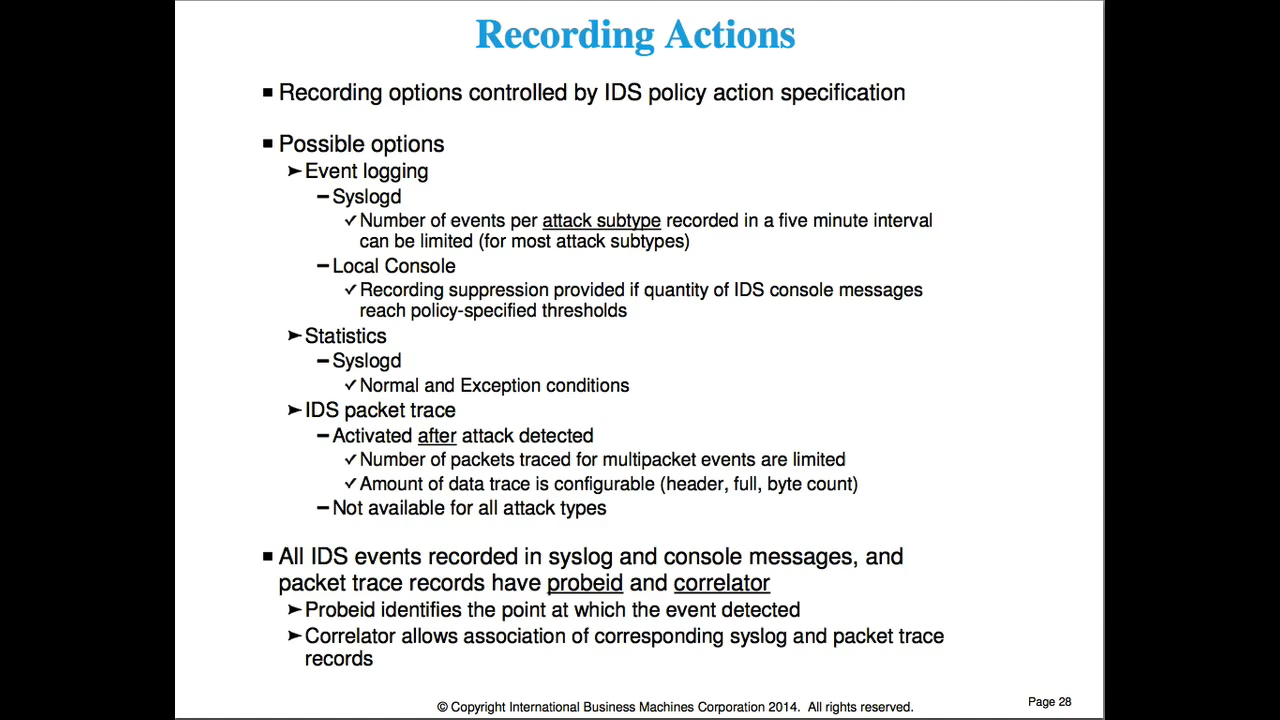 Recording Actions
■ Recording options controlled by IDS policy action specification
■ Possible options
➤ Event logging
– Syslogd
✓ Number of events per attack subtype recorded in a five minute interval
can be limited (for most attack subtypes)
– Local Console
✓ Recording suppression provided if quantity of IDS console messages
reach policy-specified thresholds
➤ Statistics
– Syslogd
✓ Normal and Exception conditions
➤ IDS packet trace
– Activated after attack detected
✓ Number of packets traced for multipacket events are limited
✓ Amount of data trace is configurable (header, full, byte count)
– Not available for all attack types
■ All IDS events recorded in syslog and console messages, and
packet trace records have probeid and correlator
➤ Probeid identifies the point at which the event detected
➤ Correlator allows association of corresponding syslog and packet trace
records
© Copyright International Business Machines Corporation 2014. All rights reserved.
Page 28